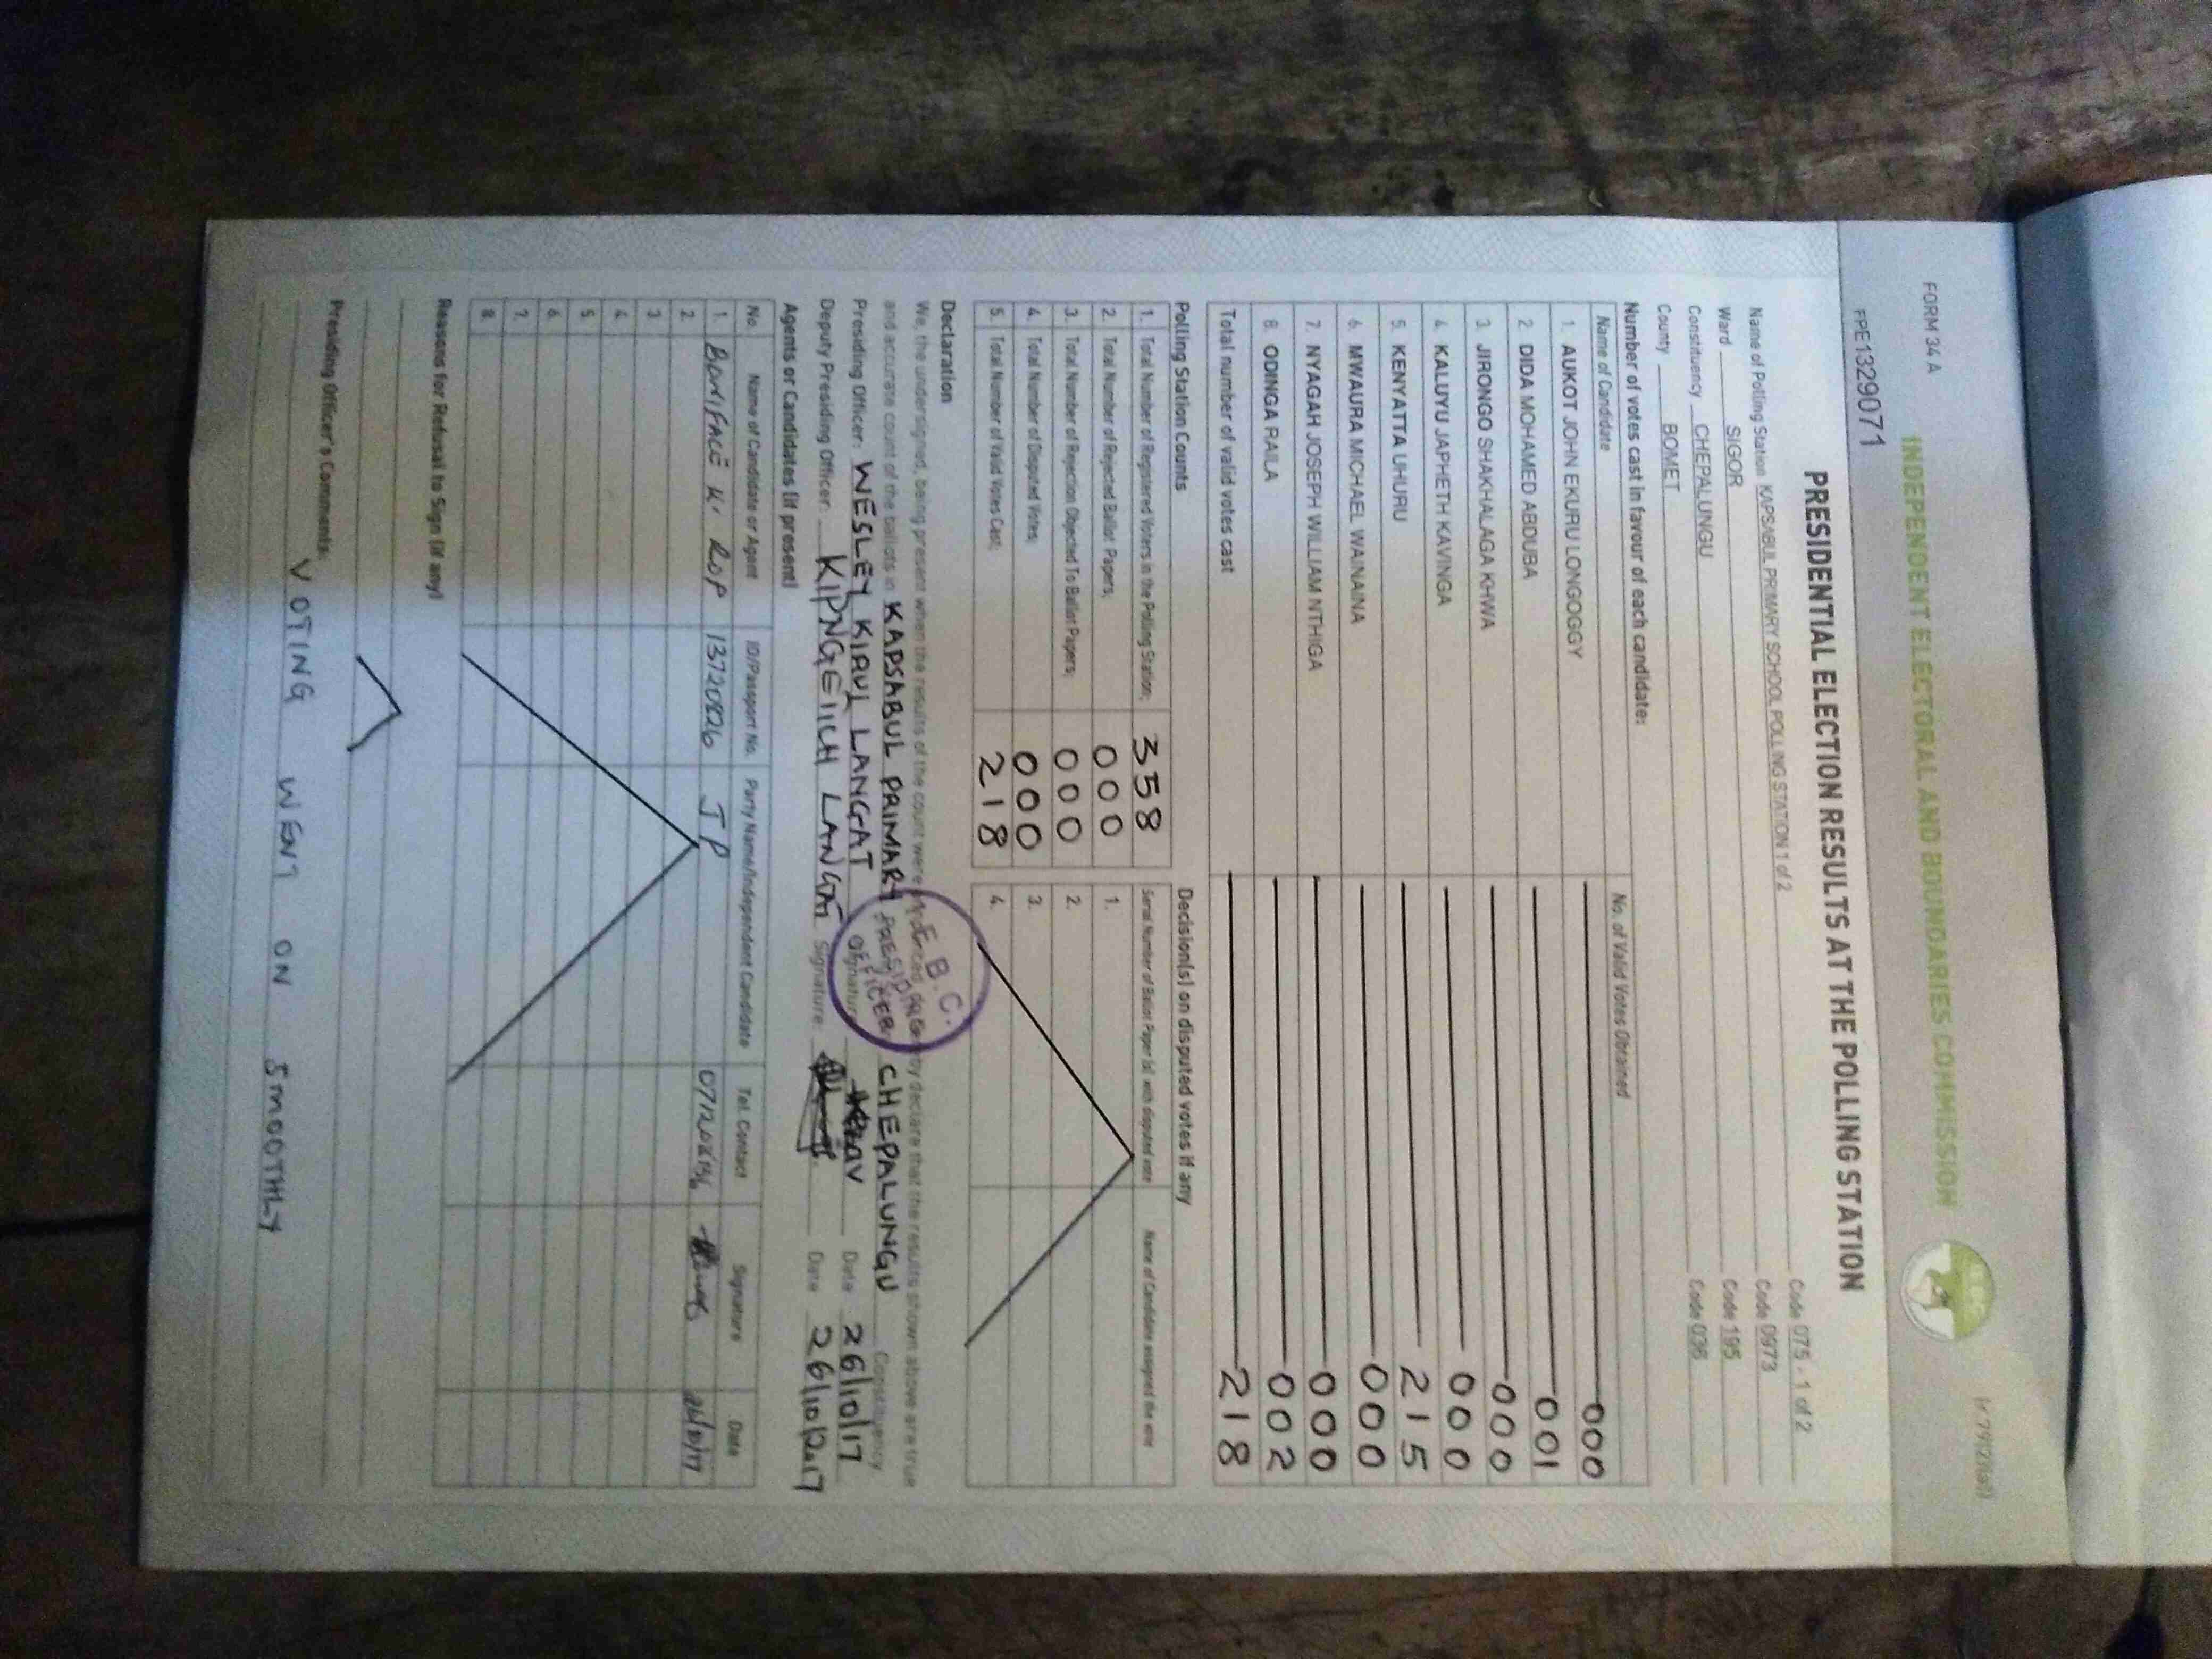 FORM 34 A
INDEPENDENT ELECTORAL AND BOUNDARIES COMMISSION
FPE1329071
PRESIDENTIAL ELECTION RESULTS AT THE POLLING STATION
Name of Polling Station KAPSABUL PRIMARY SCHOOL POLLING STATION 1 of 2 Code 075 - 1 of 2
Code 0973
Ward SIGOR Code 195
Constituency CHEPALUNGU Code 036
County BOMET
Number of votes cast in favour of each candidate:
Name of Candidate No. of Valid Votes Obtained
1. AUKOT JOHN EKURU LONGOGGY 000
2 DIDA MOHAMED ABDUBA 001
3. JIRONGO SHAKHALAGA KHWA 000
4. KALUYU JAPHETH KAVINGA 000
5. KENYATTA UHURU 215
6 MWAURA MICHAEL WAINAINA 000
7. NYAGAH JOSEPH WILLIAM NTHIGA 000
8. ODINGA RAILA 002
Total number of valid votes cast 218
Polling Station Counts Decision(s) on disputed votes if any
Serial Number of Ballot Paper (s) with disputed vote Name of Candidate assigned the vote
1. Total Number of Registered Voters in the Polling Station; 358
2. Total Number of Rejected Ballot Papers; 000 1.
3. Total Number of Rejection Objected To Ballot Papers; 000 2.
4. Total Number of Disputed Votes; 000 3.
5. Total Number of Valid Votes Cast; 218 4.
Declaration
We, the undersigned, being present when the results of the count were declare that the results shown above are true
and accurate count of the ballots in KAPSABUL PRIMARY CHEPALUNGU Constituency
Presiding Officer: WESLEY KIRUI LANGAT Signature Date 26/10/17
Deputy Presiding Officer: KIPNGEIICH LANGAT Signature: Date 26/10/2017
I.E.B.C.
PRESIDING
OFFICER
Agents or Candidates (if present)
No. Name of Candidate or Agent ID/Passport No. Party Name/Independent Candidate Tel. Contact Signature Date
1. BONIFACE K. ROP 13720826 JP 26/10/17
2.
3
4.
5.
6.
7.
8.
Reasons for Refusal to Sign (if any)
Presiding Officer's Comments:
VOTING WENT ON SMOOTHLY